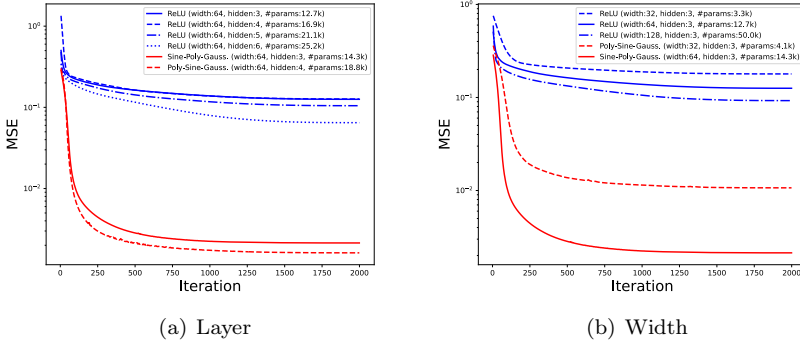 ReLU (width:64, hidden:3, #params:12.7k)
ReLU (width:64, hidden:4, #params:16.9k)
ReLU (width:64, hidden:5, #params:21.1k)
ReLU (width:64, hidden:6, #params:25.2k)
Sine-Poly-Gauss. (width:64, hidden:3, #params:14.3k)
Poly-Sine-Gauss. (width:64, hidden:4, #params:18.8k)
10⁰
10⁻¹
10⁻²
MSE
0 250 500 750 1000 1250 1500 1750 2000
Iteration
(a) Layer
ReLU (width:32, hidden:3, #params:3.3k)
ReLU (width:64, hidden:3, #params:12.7k)
ReLU (width:128, hidden:3, #params:50.0k)
Poly-Sine-Gauss. (width:32, hidden:3, #params:4.1k)
Sine-Poly-Gauss. (width:64, hidden:3, #params:14.3k)
10⁰
10⁻¹
10⁻²
MSE
0 250 500 750 1000 1250 1500 1750 2000
Iteration
(b) Width